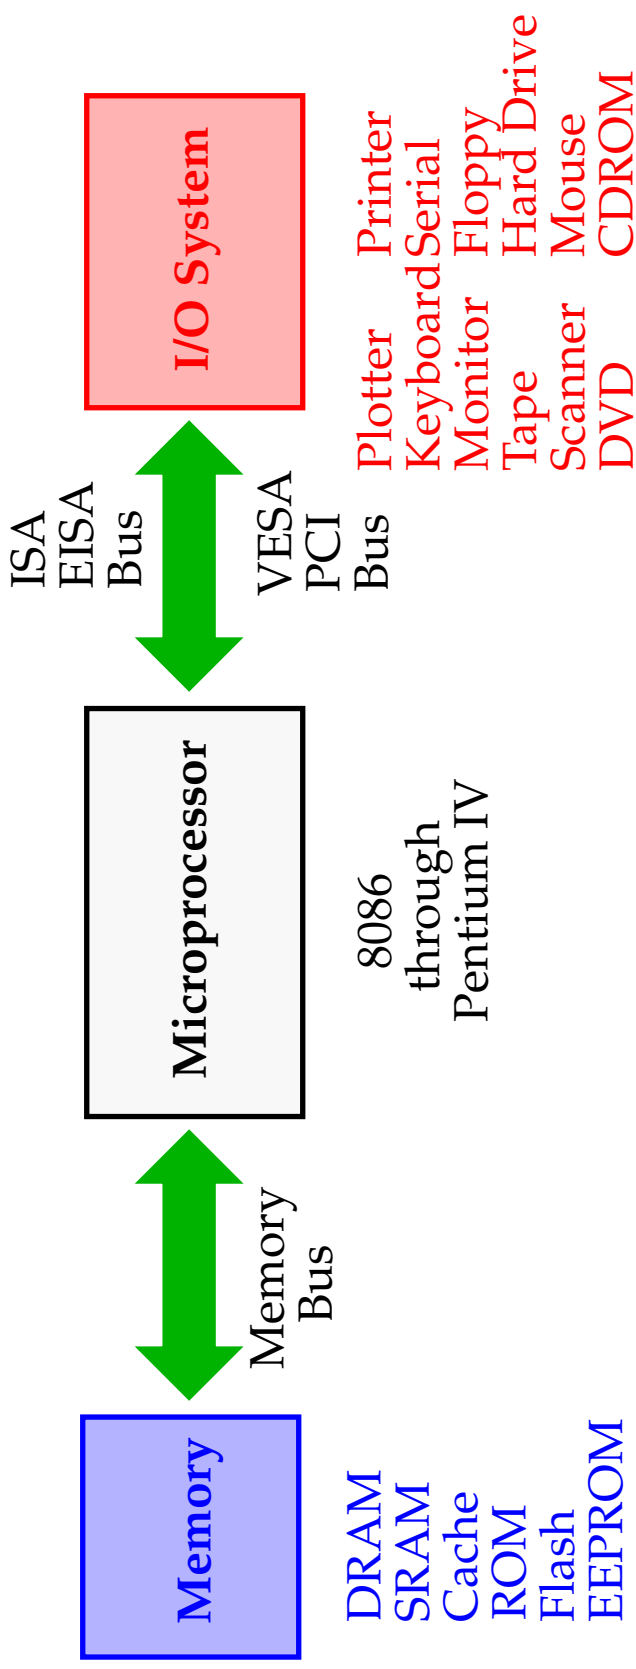 Memory
DRAM
SRAM
Cache
ROM
Flash
EEPROM
Memory
Bus
Microprocessor
8086
through
Pentium IV
ISA
EISA
Bus
VESA
PCI
Bus
I/O System
Plotter Printer
Keyboard Serial
Monitor Floppy
Tape Hard Drive
Scanner Mouse
DVD CDROM